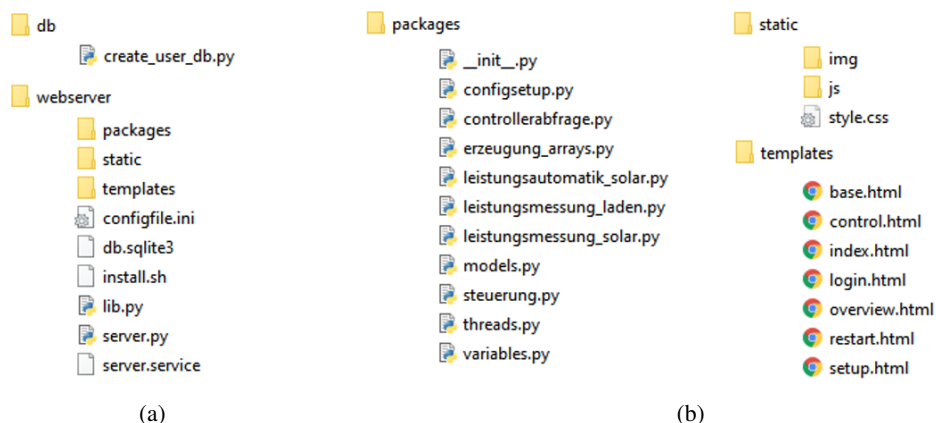 db
create_user_db.py
webserver
packages
static
templates
configfile.ini
db.sqlite3
install.sh
lib.py
server.py
server.service
(a)
packages
__init__.py
configsetup.py
controllerabfrage.py
erzeugung_arrays.py
leistungsautomatik_solar.py
leistungsmessung_laden.py
leistungsmessung_solar.py
models.py
steuerung.py
threads.py
variables.py
static
img
js
style.css
templates
base.html
control.html
index.html
login.html
overview.html
restart.html
setup.html
(b)